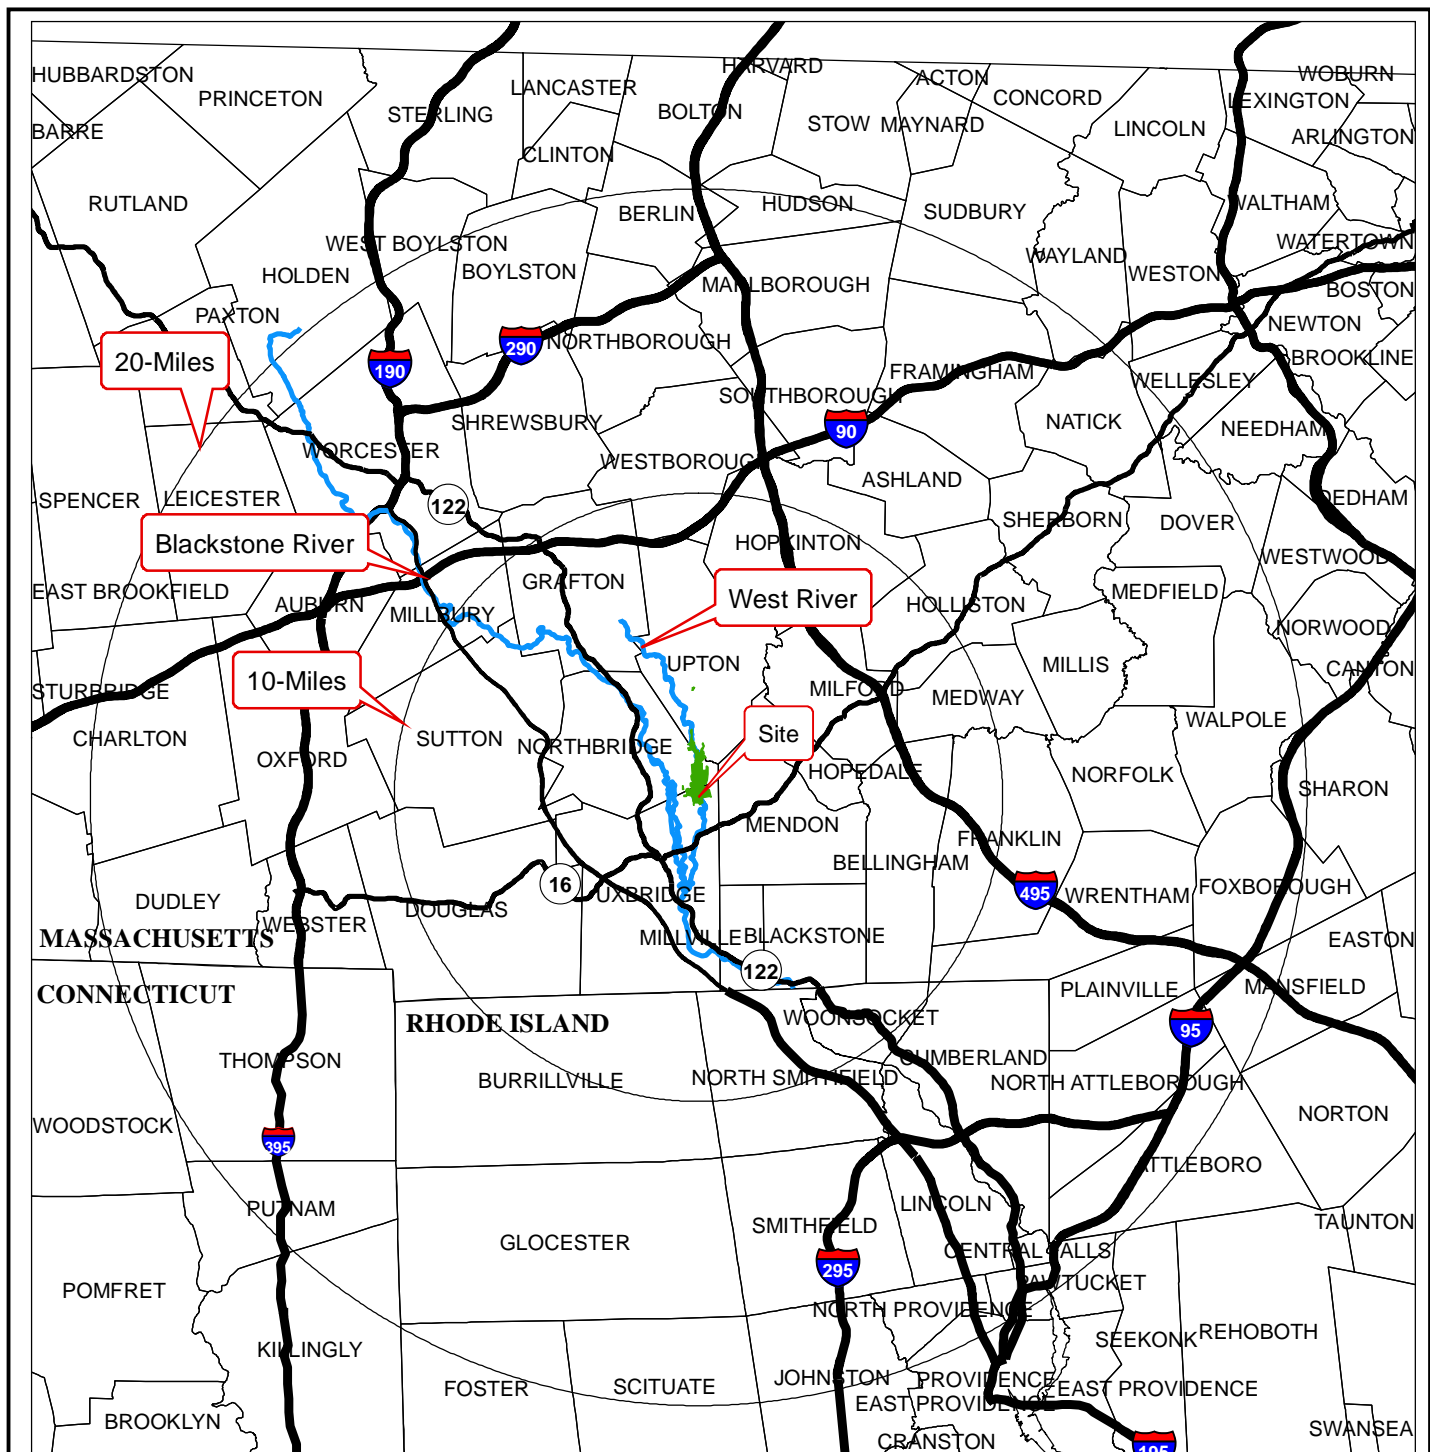 HUBBARDSTON
PRINCETON
LANCASTER
HARVARD
ACTON
WOBURN
STERLING
BOLTON
CONCORD
LEXINGTON
BARRE
STOW
MAYNARD
LINCOLN
ARLINGTON
CLINTON
RUTLAND
BERLIN
HUDSON
SUDBURY
WALTHAM
WEST BOYLSTON
WATERTOWN
HOLDEN
BOYLSTON
WAYLAND
WESTON
MARLBOROUGH
BOSTON
PAXTON
NEWTON
20-Miles
190
290
NORTHBOROUGH
BROOKLINE
FRAMINGHAM
WELLESLEY
SOUTHBOROUGH
SHREWSBURY
90
NATICK
NEEDHAM
WORCESTER
WESTBOROUGH
ASHLAND
SPENCER
LEICESTER
122
DEDHAM
SHERBORN
DOVER
Blackstone River
HOPKINTON
WESTWOOD
EAST BROOKFIELD
GRAFTON
MEDFIELD
AUBURN
MILLBURY
West River
HOLLISTON
NORWOOD
UPTON
MILLIS
CANTON
STURBRIDGE
10-Miles
MILFORD
MEDWAY
WALPOLE
CHARLTON
SUTTON
NORTHBRIDGE
Site
OXFORD
HOPEDALE
NORFOLK
SHARON
MENDON
FRANKLIN
BELLINGHAM
DUDLEY
16
UXBRIDGE
495
WRENTHAM
FOXBOROUGH
WEBSTER
DOUGLAS
MASSACHUSETTS
MILLVILLE
BLACKSTONE
EASTON
122
CONNECTICUT
PLAINVILLE
MANSFIELD
RHODE ISLAND
WOONSOCKET
95
THOMPSON
CUMBERLAND
BURRILLVILLE
NORTH SMITHFIELD
NORTH ATTLEBOROUGH
WOODSTOCK
NORTON
395
ATTLEBORO
PUTNAM
LINCOLN
SMITHFIELD
TAUNTON
GLOCESTER
CENTRAL FALLS
295
POMFRET
PAWTUCKET
NORTH PROVIDENCE
KILLINGLY
SEEKONK
REHOBOTH
FOSTER
SCITUATE
JOHNSTON
PROVIDENCE
EAST PROVIDENCE
EAST PROVIDENCE
BROOKLYN
CRANSTON
195
SWANSEA